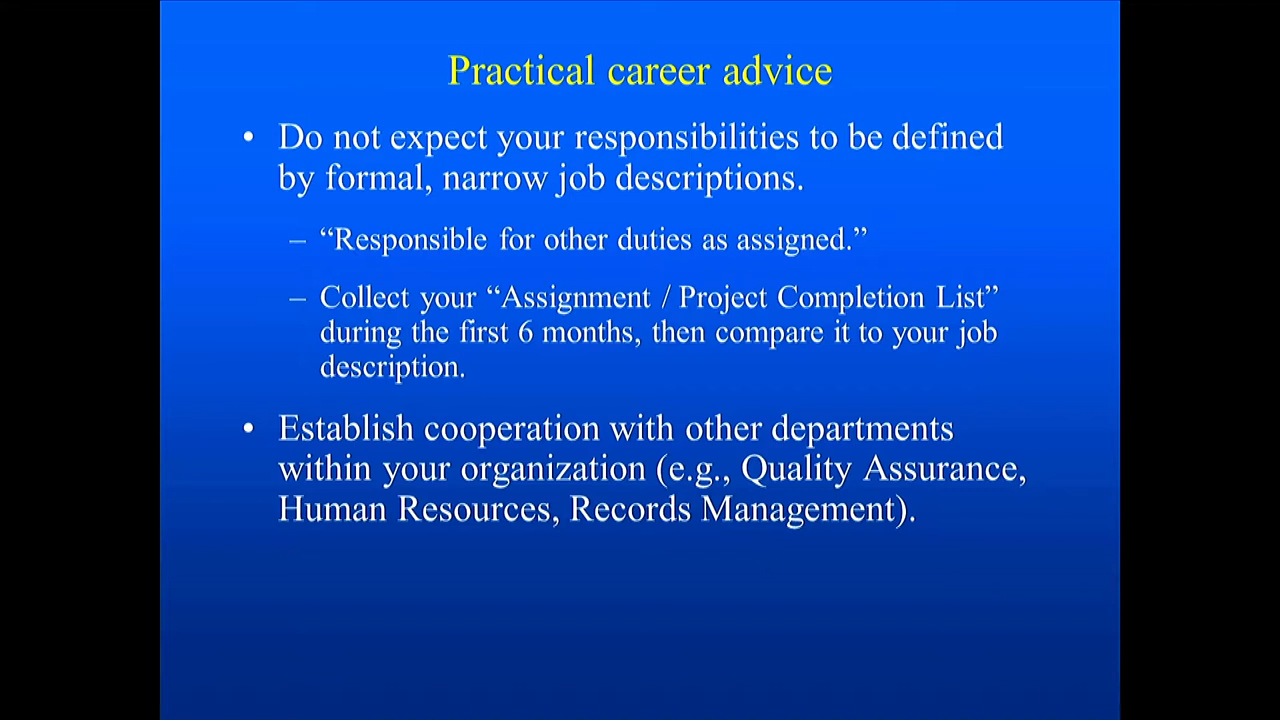 Practical career advice
• Do not expect your responsibilities to be defined
by formal, narrow job descriptions.
– “Responsible for other duties as assigned.”
– Collect your “Assignment / Project Completion List”
during the first 6 months, then compare it to your job
description.
• Establish cooperation with other departments
within your organization (e.g., Quality Assurance,
Human Resources, Records Management).